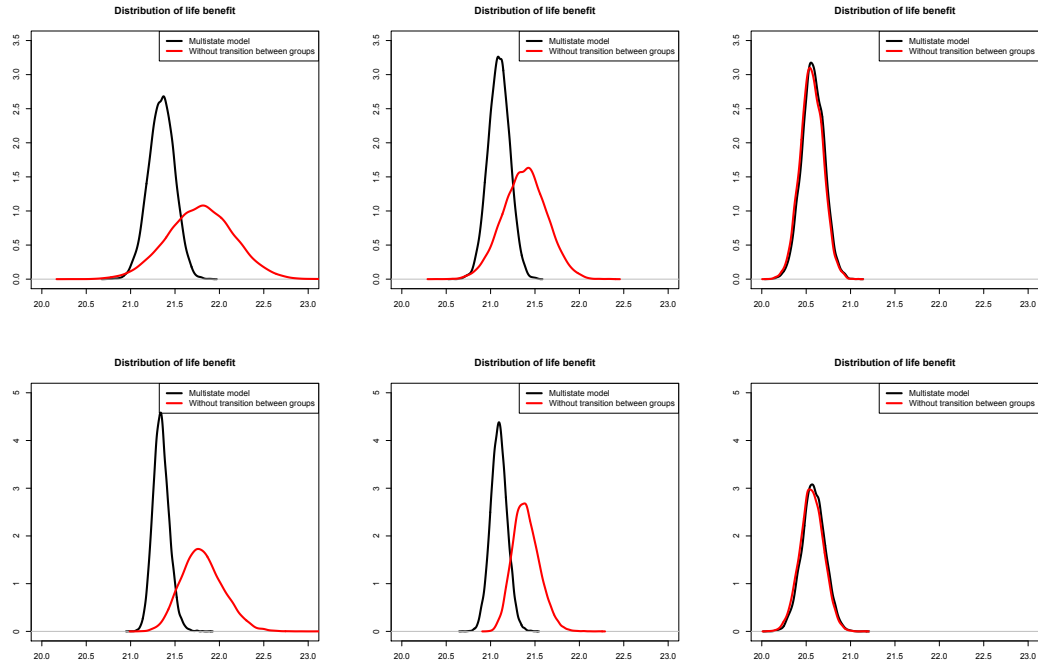 Distribution of life benefit
Multistate model
Without transition between groups
3.5
3.0
2.5
2.0
1.5
1.0
0.5
0.0
20.0 20.5 21.0 21.5 22.0 22.5 23.0
Distribution of life benefit
Multistate model
Without transition between groups
3.5
3.0
2.5
2.0
1.5
1.0
0.5
0.0
20.0 20.5 21.0 21.5 22.0 22.5 23.0
Distribution of life benefit
Multistate model
Without transition between groups
3.5
3.0
2.5
2.0
1.5
1.0
0.5
0.0
20.0 20.5 21.0 21.5 22.0 22.5 23.0
Distribution of life benefit
Multistate model
Without transition between groups
5
4
3
2
1
0
20.0 20.5 21.0 21.5 22.0 22.5 23.0
Distribution of life benefit
Multistate model
Without transition between groups
5
4
3
2
1
0
20.0 20.5 21.0 21.5 22.0 22.5 23.0
Distribution of life benefit
Multistate model
Without transition between groups
5
4
3
2
1
0
20.0 20.5 21.0 21.5 22.0 22.5 23.0